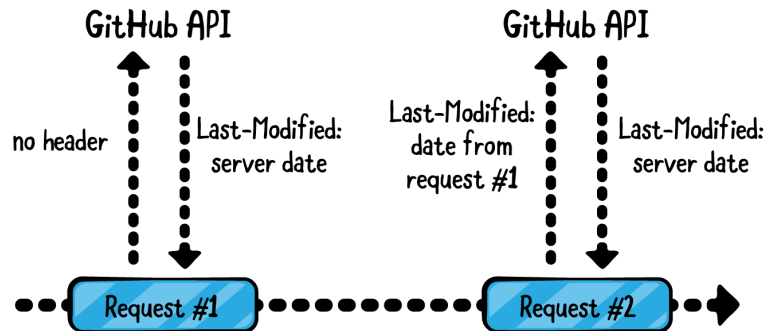 GitHub API
GitHub API
no header
Last-Modified:
server date
Last-Modified:
date from
request #1
Last-Modified:
server date
Request #1
Request #2